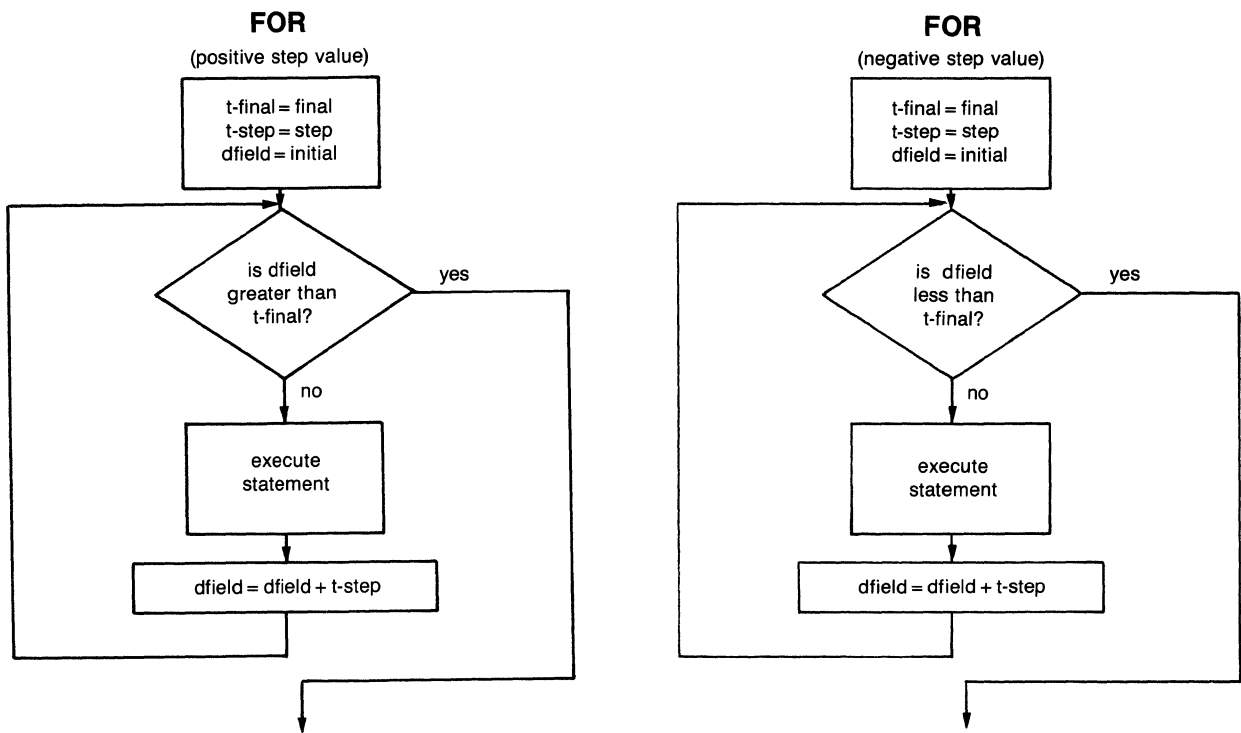 FOR
(positive step value)
t-final = final
t-step = step
dfield = initial
is dfield
greater than
t-final?
yes
no
execute
statement
dfield = dfield + t-step
FOR
(negative step value)
t-final = final
t-step = step
dfield = initial
is dfield
less than
t-final?
yes
no
execute
statement
dfield = dfield + t-step